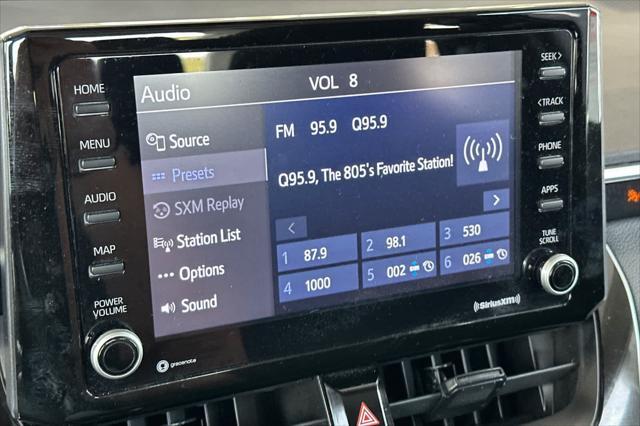 HOME
MENU
AUDIO
MAP
POWER
VOLUME
Audio
VOL 8
Source
Presets
SXM Replay
Station List
Options
Sound
FM 95.9 Q95.9
Q95.9, The 805's Favorite Station!
1 87.9
2 98.1
3 530
4 1000
5 002
6 026
SEEK>
<TRACK
PHONE
APPS
TUNE
SCROLL
gracenote
SiriusXM